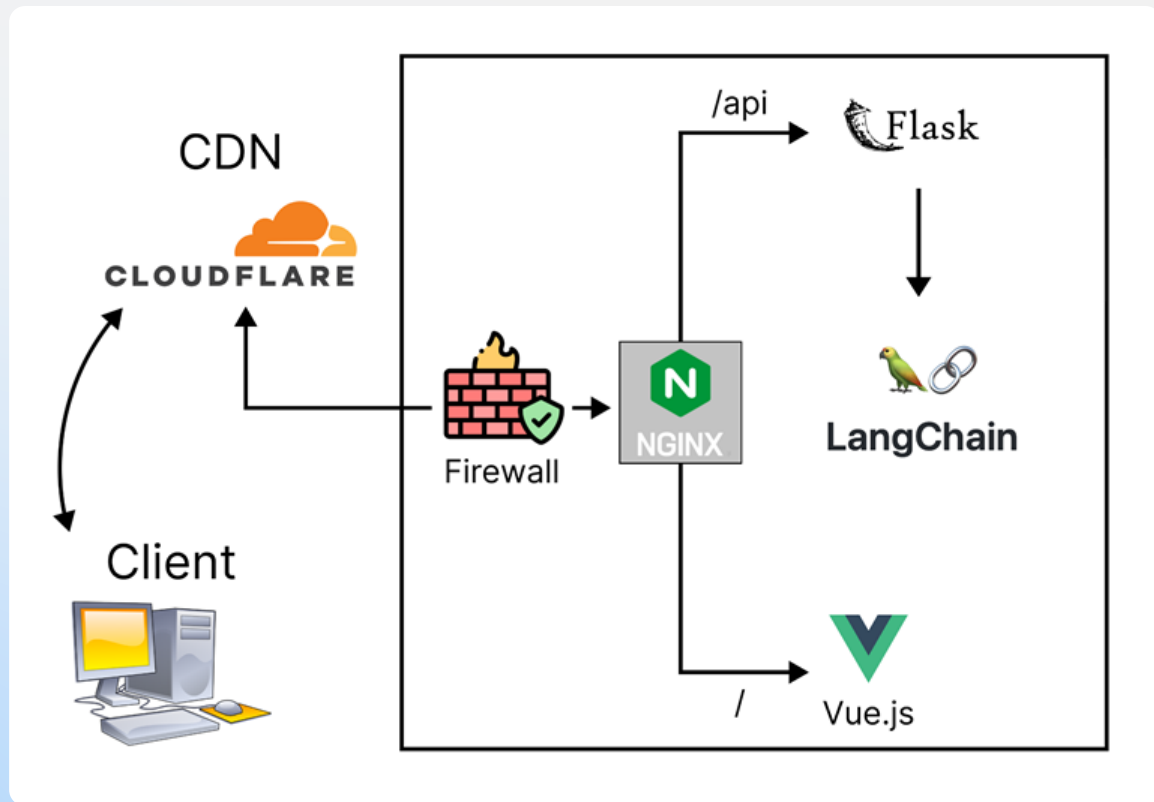 CDN
CLOUDFLARE
Client
Firewall
NGINX
/api
Flask
LangChain
/
Vue.js